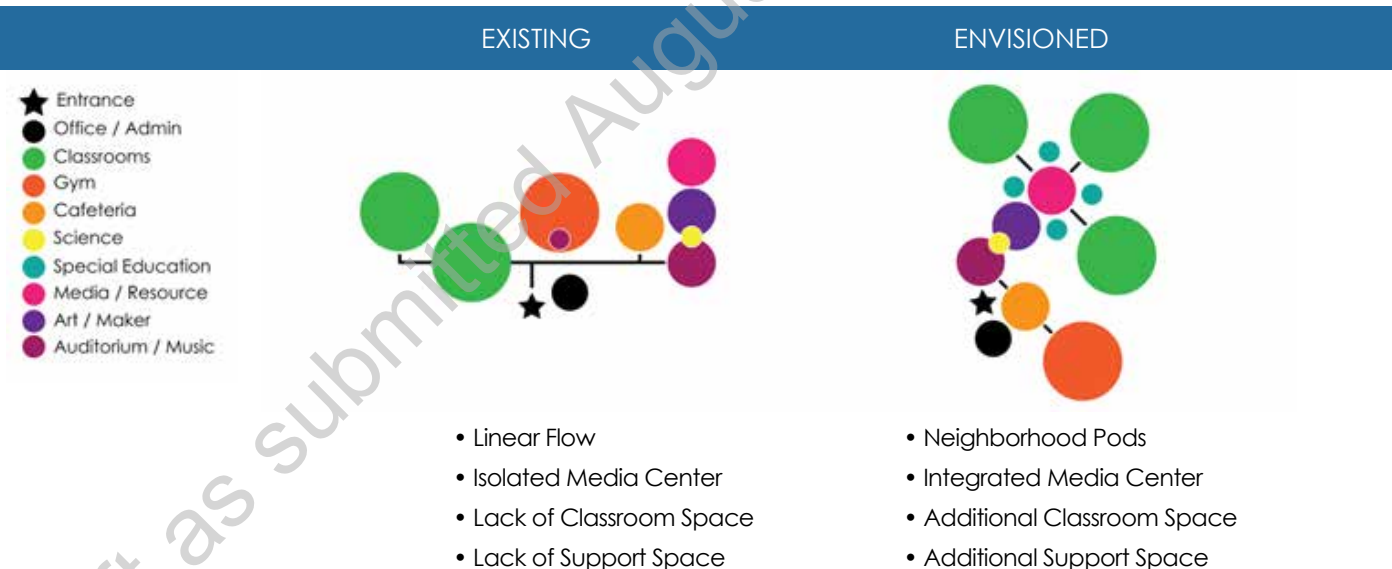 EXISTING
ENVISIONED
Entrance
Office / Admin
Classrooms
Gym
Cafeteria
Science
Special Education
Media / Resource
Art / Maker
Auditorium / Music
• Linear Flow
• Isolated Media Center
• Lack of Classroom Space
• Lack of Support Space
• Neighborhood Pods
• Integrated Media Center
• Additional Classroom Space
• Additional Support Space
as submitted